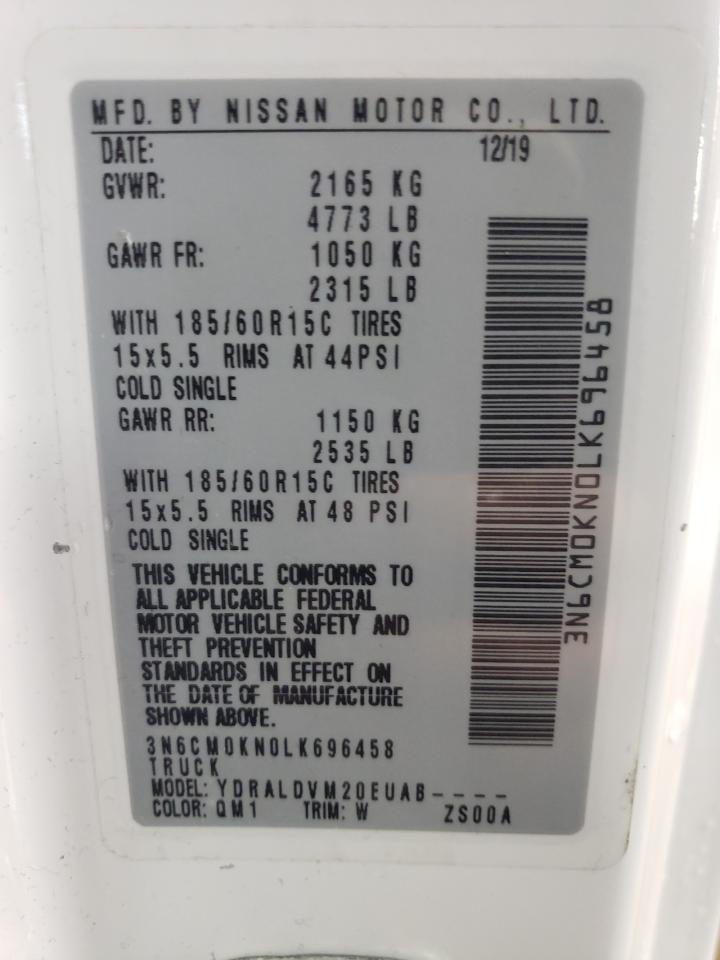 MFD. BY NISSAN MOTOR CO., LTD.
DATE: 12/19
GVWR: 2165 KG
4773 LB
GAWR FR: 1050 KG
2315 LB
WITH 185/60R15C TIRES
15x5.5 RIMS AT 44PSI
COLD SINGLE
GAWR RR: 1150 KG
2535 LB
WITH 185/60R15C TIRES
15x5.5 RIMS AT 48 PSI
COLD SINGLE
THIS VEHICLE CONFORMS TO
ALL APPLICABLE FEDERAL
MOTOR VEHICLE SAFETY AND
THEFT PREVENTION
STANDARDS IN EFFECT ON
THE DATE OF MANUFACTURE
SHOWN ABOVE.
3N6CM0KN0LK696458
TRUCK
MODEL: YDRALDVM20EUAB----
COLOR: QM1 TRIM: W ZS00A
3N6CM0KN0LK696458